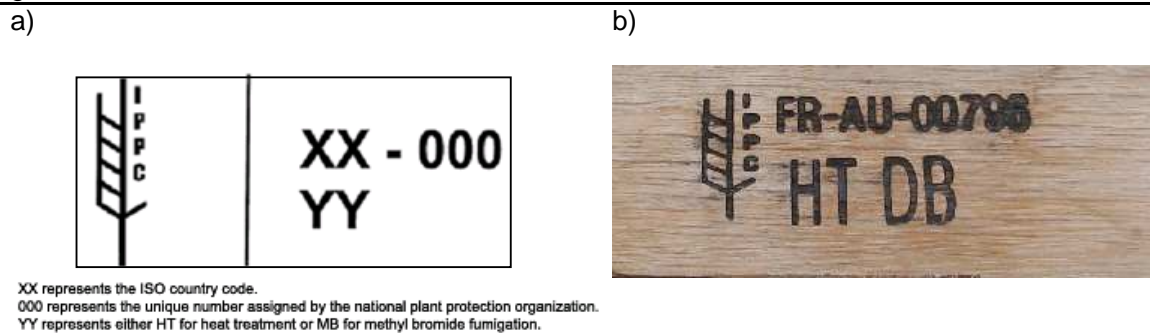 a)
b)
IPPC
XX - 000
YY
XX represents the ISO country code.
000 represents the unique number assigned by the national plant protection organization.
YY represents either HT for heat treatment or MB for methyl bromide fumigation.
IPPC
FR-AU-00796
HT DB